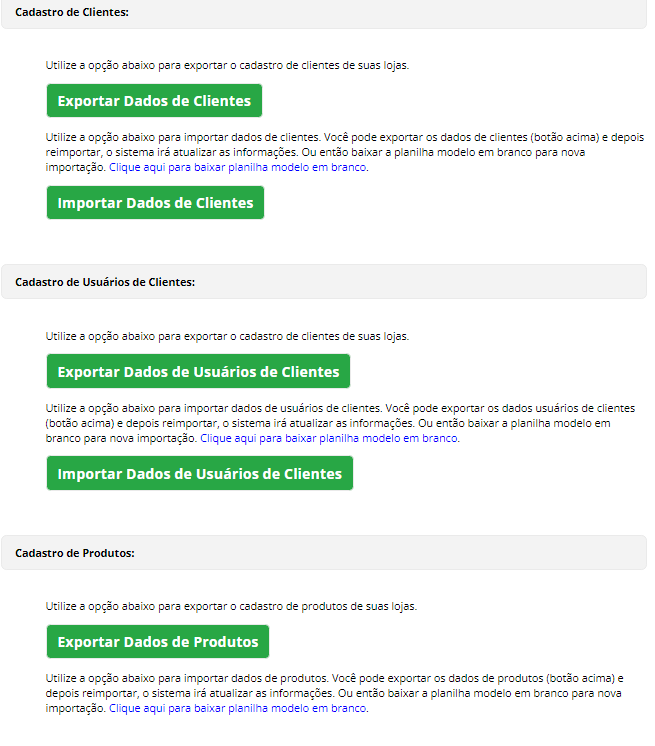 Cadastro de Clientes:
Utilize a opção abaixo para exportar o cadastro de clientes de suas lojas.
Exportar Dados de Clientes
Utilize a opção abaixo para importar dados de clientes. Você pode exportar os dados de clientes (botão acima) e depois
reimportar, o sistema irá atualizar as informações. Ou então baixar a planilha modelo em branco para nova
importação. Clique aqui para baixar planilha modelo em branco.
Importar Dados de Clientes
Cadastro de Usuários de Clientes:
Utilize a opção abaixo para exportar o cadastro de clientes de suas lojas.
Exportar Dados de Usuários de Clientes
Utilize a opção abaixo para importar dados de usuários de clientes. Você pode exportar os dados usuários de clientes
(botão acima) e depois reimportar, o sistema irá atualizar as informações. Ou então baixar a planilha modelo em
branco para nova importação. Clique aqui para baixar planilha modelo em branco.
Importar Dados de Usuários de Clientes
Cadastro de Produtos:
Utilize a opção abaixo para exportar o cadastro de produtos de suas lojas.
Exportar Dados de Produtos
Utilize a opção abaixo para importar dados de produtos. Você pode exportar os dados de produtos (botão acima) e
depois reimportar, o sistema irá atualizar as informações. Ou então baixar a planilha modelo em branco para nova
importação. Clique aqui para baixar planilha modelo em branco.